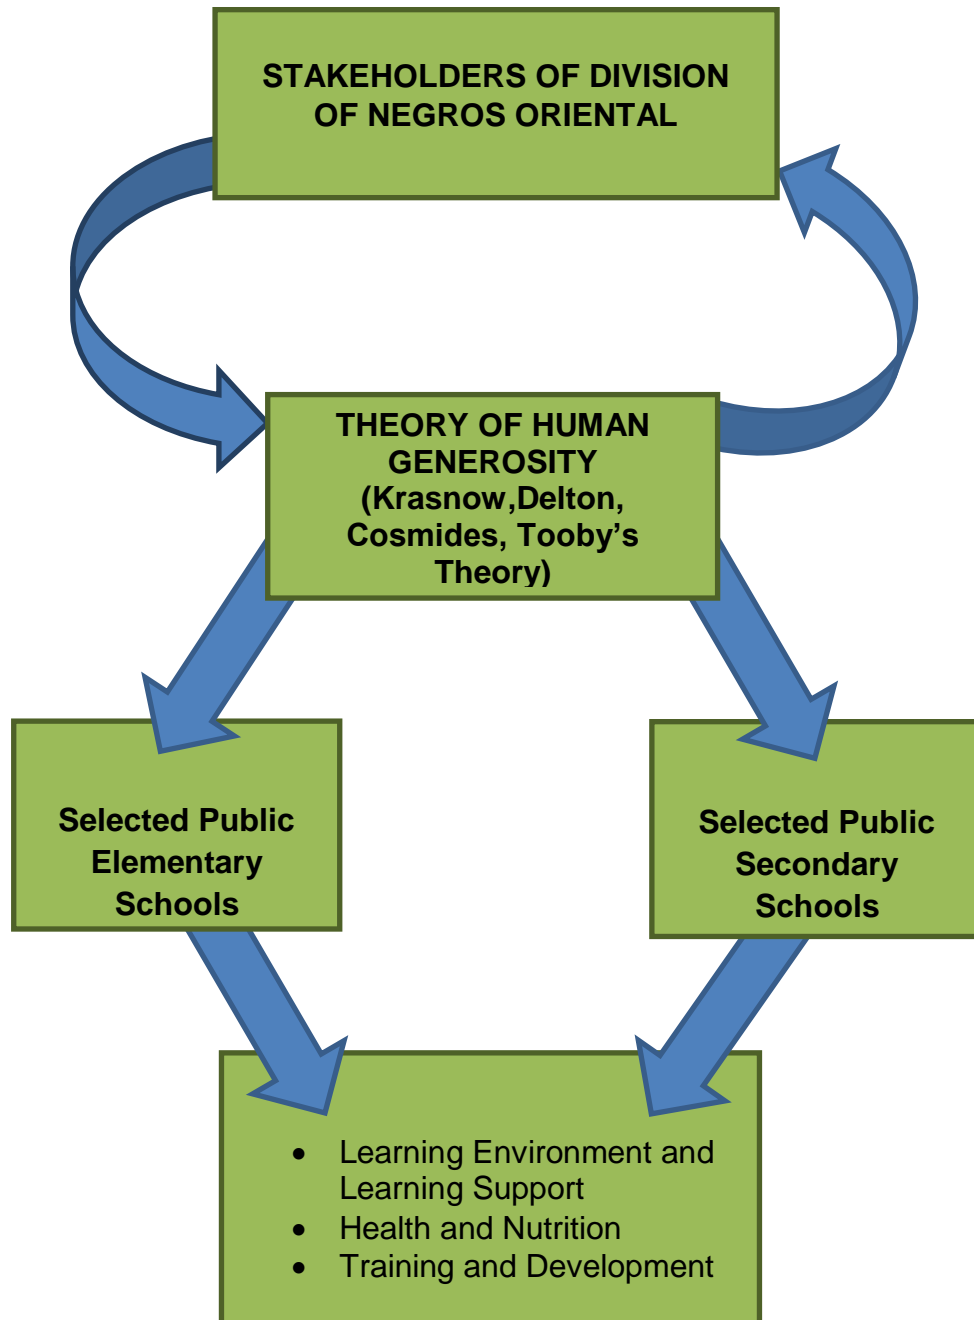 STAKEHOLDERS OF DIVISION
OF NEGROS ORIENTAL
THEORY OF HUMAN
GENEROSITY
(Krasnow,Delton,
Cosmides, Tooby’s
Theory)
Selected Public
Elementary
Schools
Selected Public
Secondary
Schools
• Learning Environment and
Learning Support
• Health and Nutrition
• Training and Development